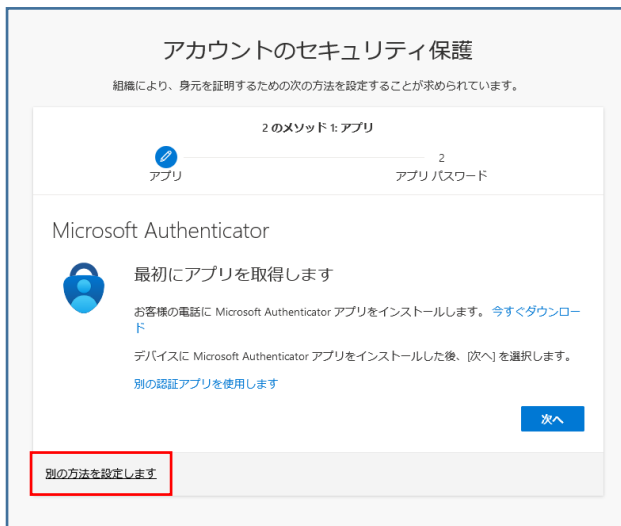 アカウントのセキュリティ保護
組織により、身元を証明するための次の方法を設定することが求められています。
2 のメソッド 1: アプリ
2
アプリ
アプリ パスワード
Microsoft Authenticator
最初にアプリを取得します
お客様の電話に Microsoft Authenticator アプリをインストールします。 今すぐダウンロー
ド
デバイスに Microsoft Authenticator アプリをインストールした後、[次へ] を選択します。
別の認証アプリを使用します
次へ
別の方法を設定します